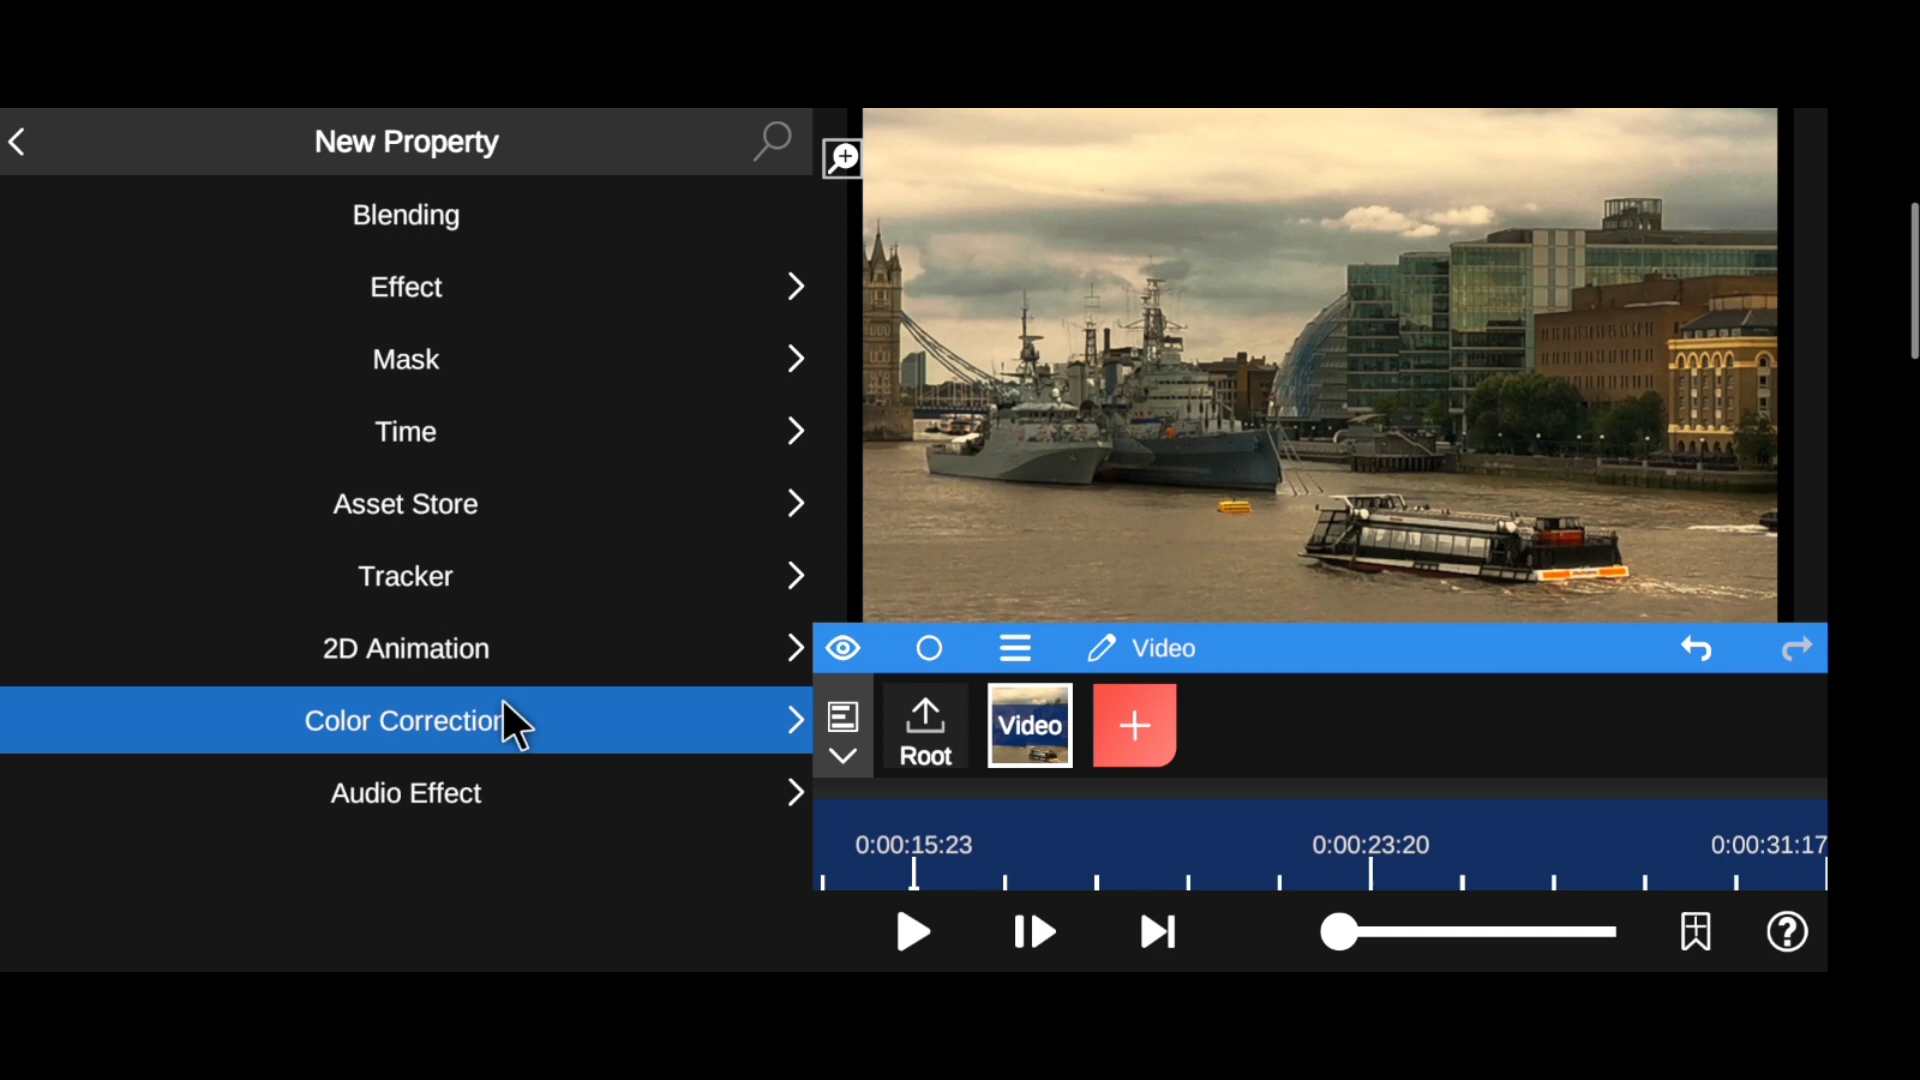 New Property
Blending
Effect
Mask
Time
Asset Store
Tracker
2D Animation
Color Correction
Audio Effect
Video
Root
Video
0:00:15:23
0:00:23:20
0:00:31:17